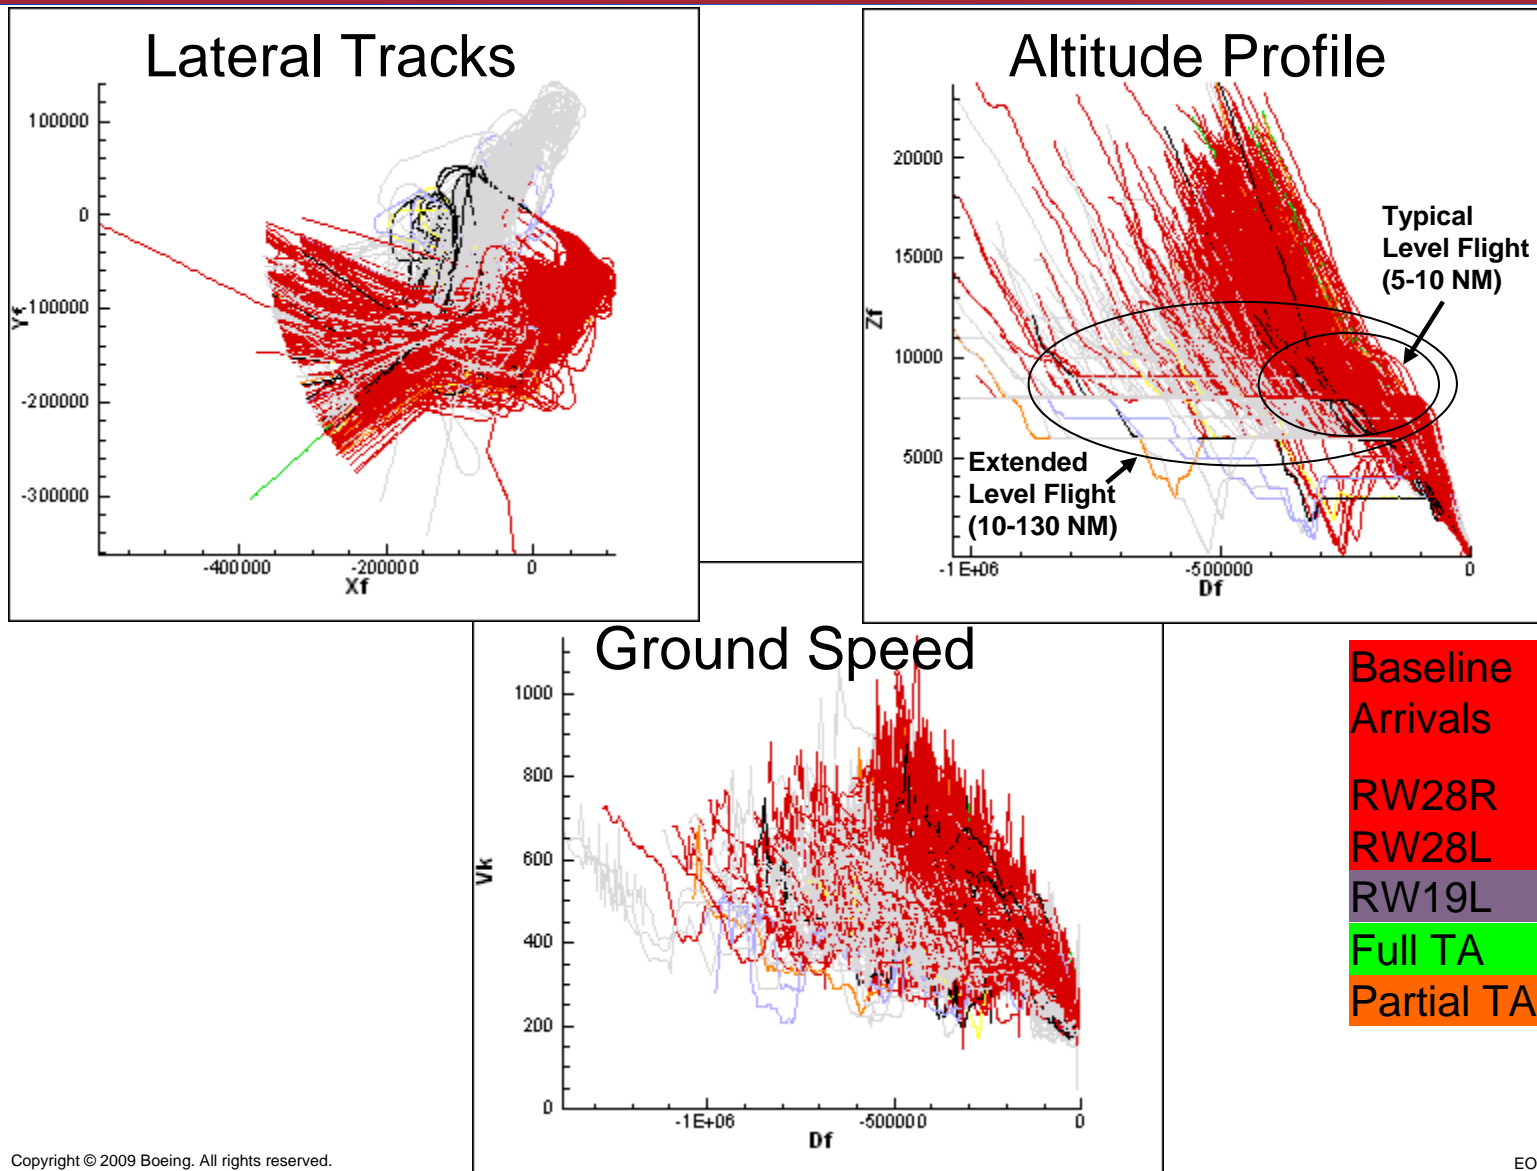 Lateral Tracks
100000
0
-100000
-200000
-300000
Yf
-400000
-200000
0
Xf
Altitude Profile
20000
15000
10000
5000
Zf
-1E+06
-500000
0
Df
Typical
Level Flight
(5-10 NM)
Extended
Level Flight
(10-130 NM)
Ground Speed
1000
800
600
400
200
0
Vk
-1E+06
-500000
0
Df
Baseline
Arrivals
RW28R
RW28L
RW19L
Full TA
Partial TA
Copyright © 2009 Boeing. All rights reserved.
EO